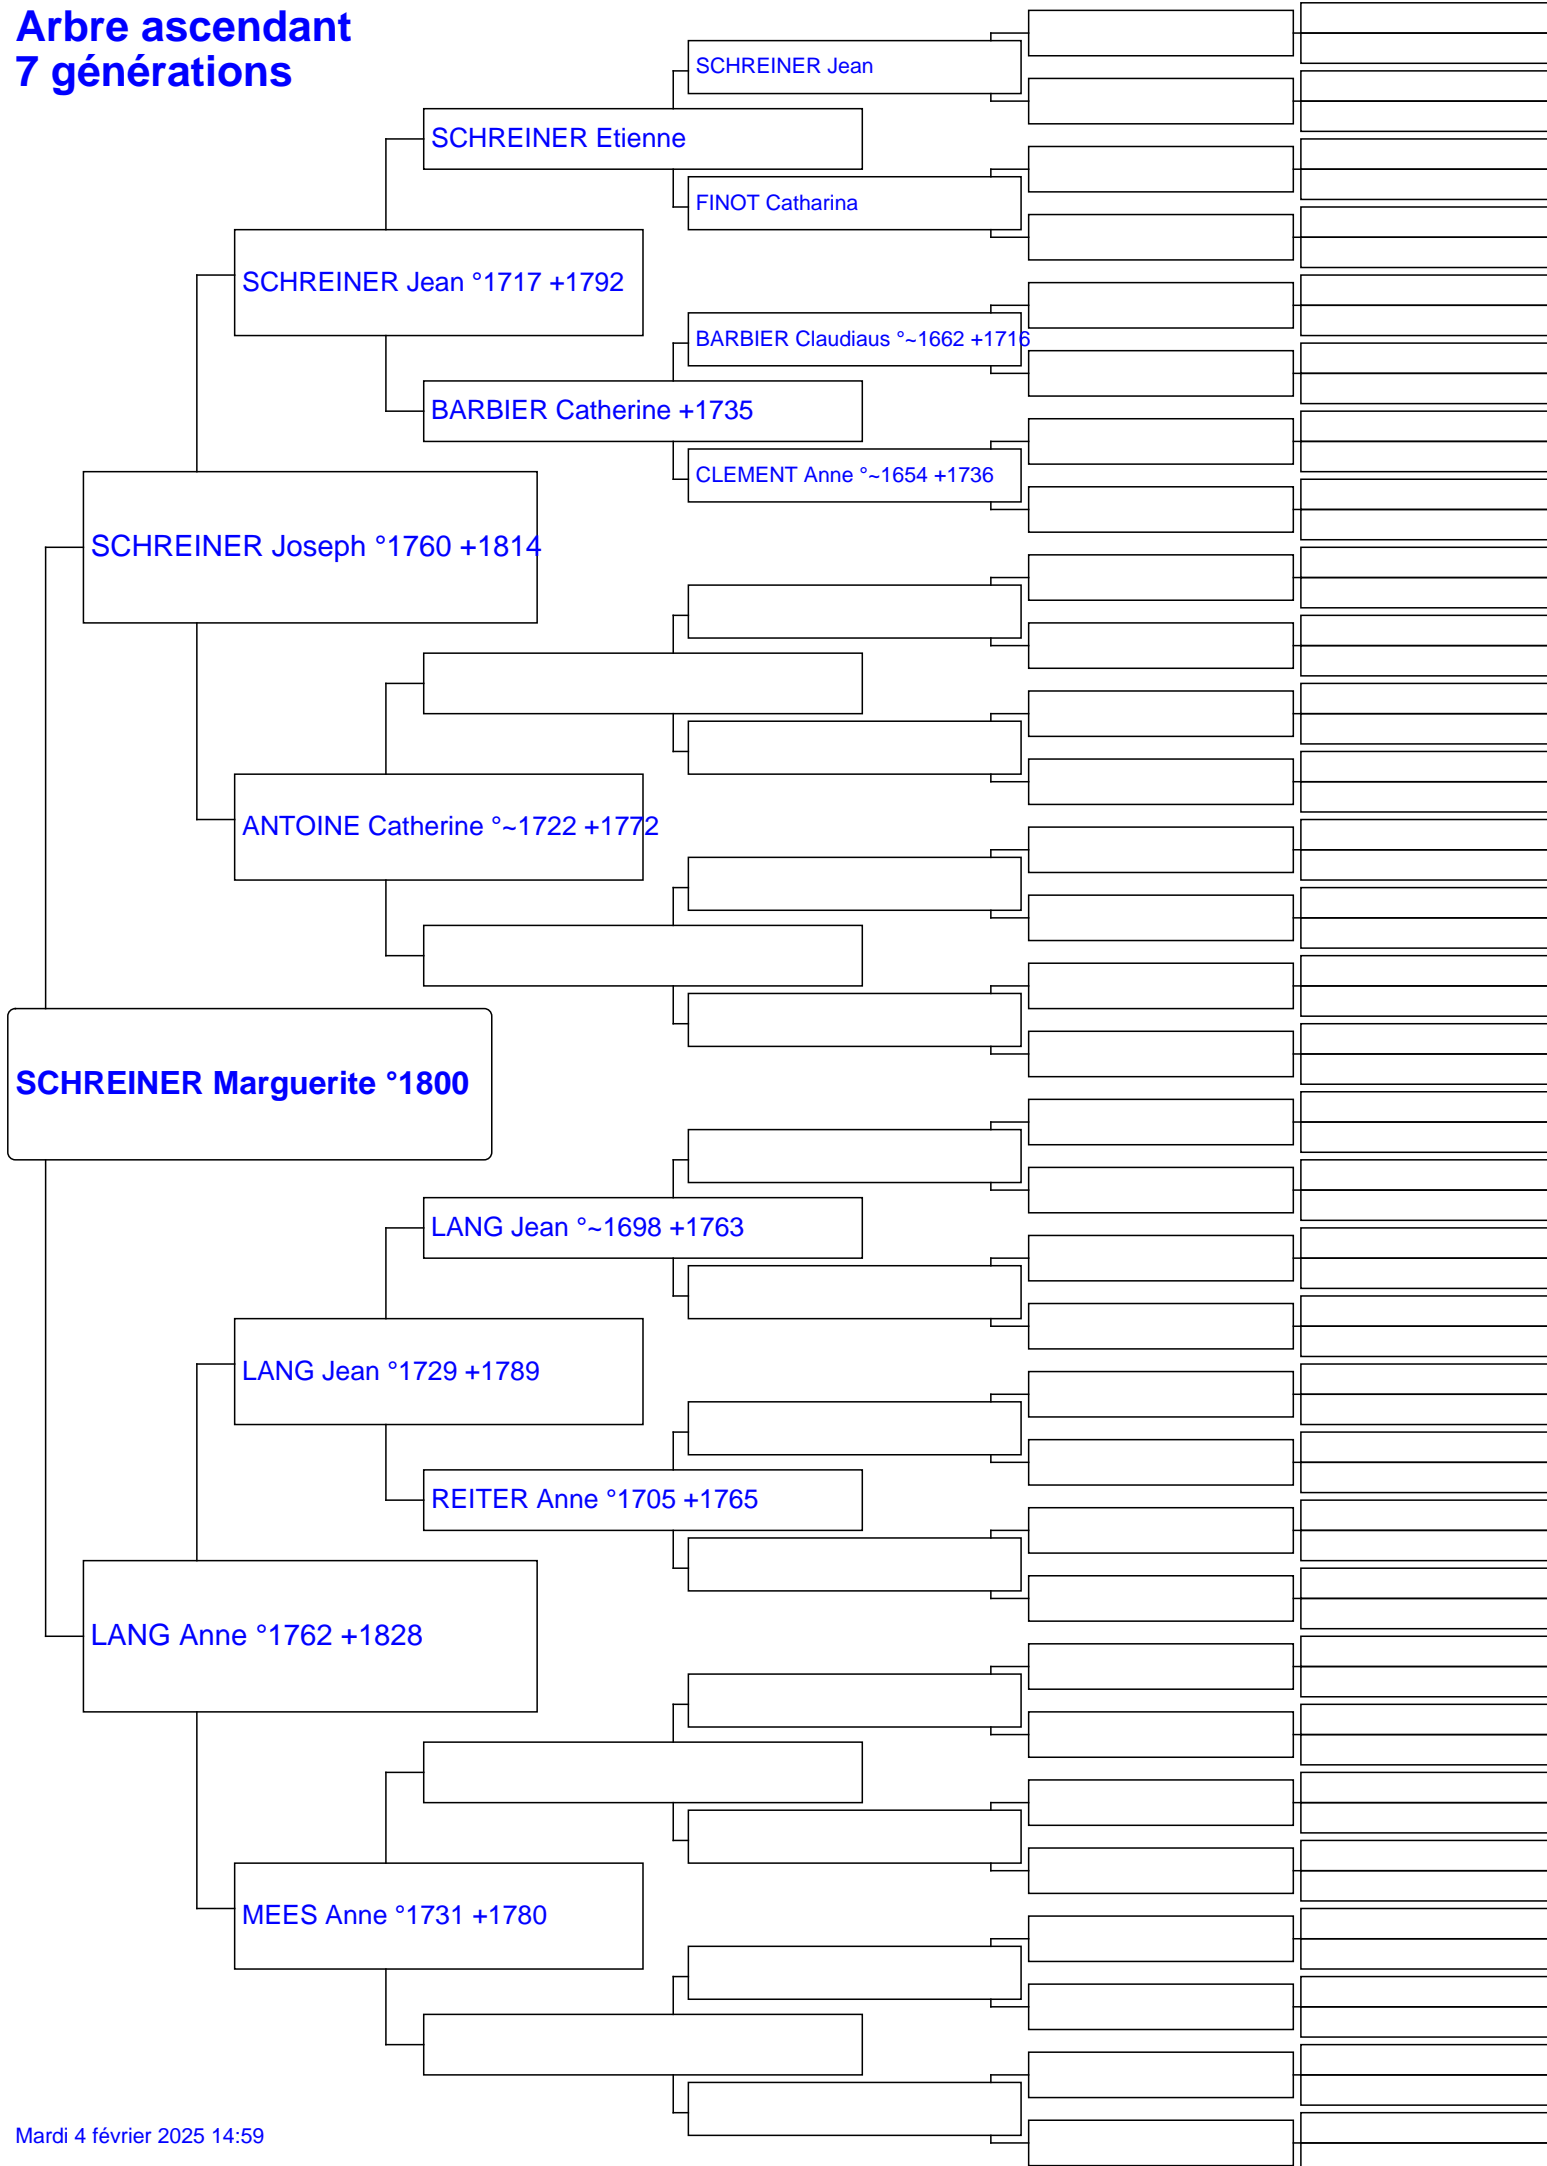 Arbre ascendant
7 générations
SCHREINER Jean
SCHREINER Etienne
FINOT Catharina
SCHREINER Jean °1717 +1792
BARBIER Claudiaus °~1662 +1716
BARBIER Catherine +1735
CLEMENT Anne °~1654 +1736
SCHREINER Joseph °1760 +1814
ANTOINE Catherine °~1722 +1772
SCHREINER Marguerite °1800
LANG Jean °~1698 +1763
LANG Jean °1729 +1789
REITER Anne °1705 +1765
LANG Anne °1762 +1828
MEES Anne °1731 +1780
Mardi 4 février 2025 14:59